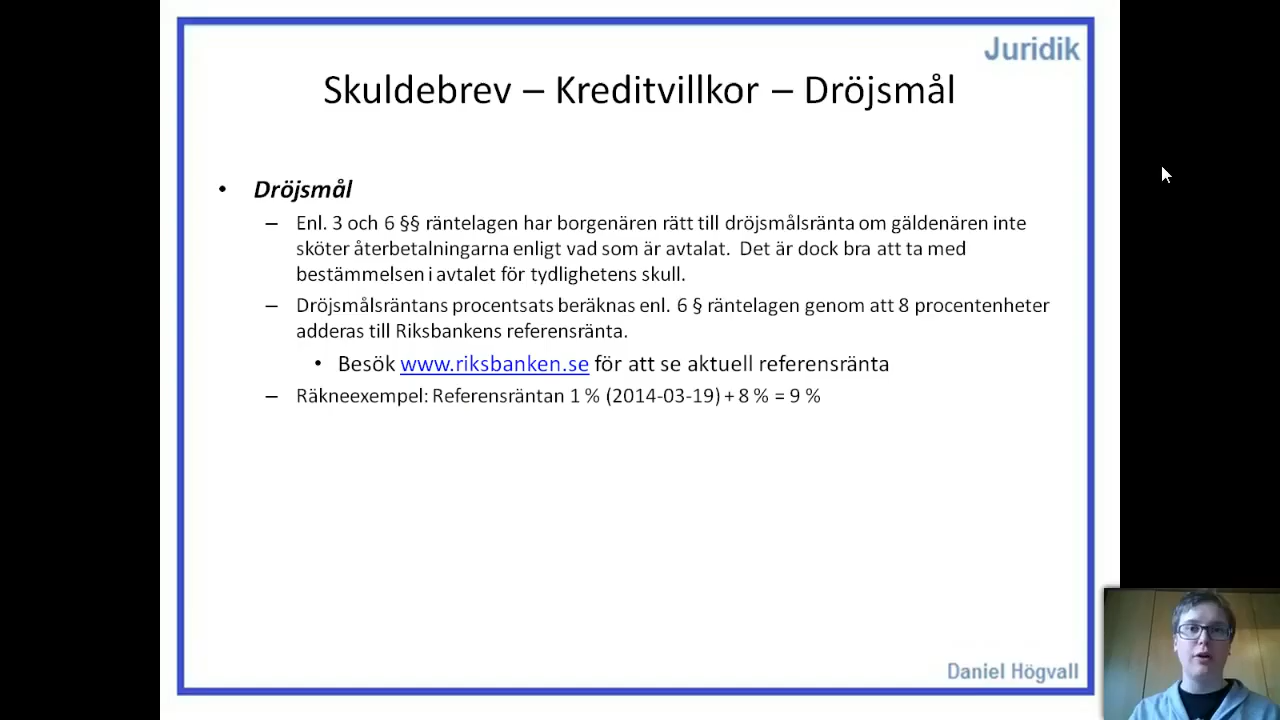 Juridik
Skuldebrev – Kreditvillkor – Dröjsmål
• Dröjsmål
– Enl. 3 och 6 §§ räntelagen har borgenären rätt till dröjsmålsränta om gäldenären inte
sköter återbetalningarna enligt vad som är avtalat. Det är dock bra att ta med
bestämmelsen i avtalet för tydlighetens skull.
– Dröjsmålsräntans procentsats beräknas enl. 6 § räntelagen genom att 8 procentenheter
adderas till Riksbankens referensränta.
• Besök www.riksbanken.se för att se aktuell referensränta
– Räkneexempel: Referensräntan 1 % (2014-03-19) + 8 % = 9 %
Daniel Högvall